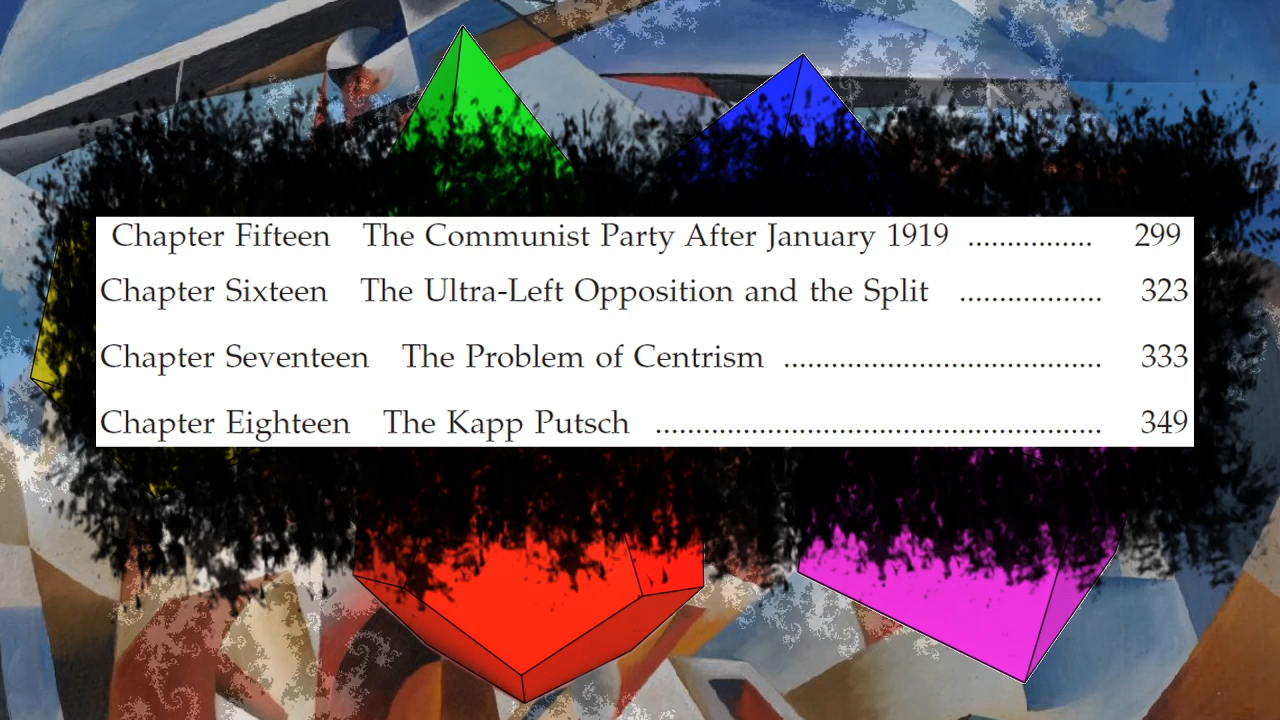 Chapter Fifteen The Communist Party After January 1919 ............... 299
Chapter Sixteen The Ultra-Left Opposition and the Split .................. 323
Chapter Seventeen The Problem of Centrism ........................................ 333
Chapter Eighteen The Kapp Putsch ........................................................ 349